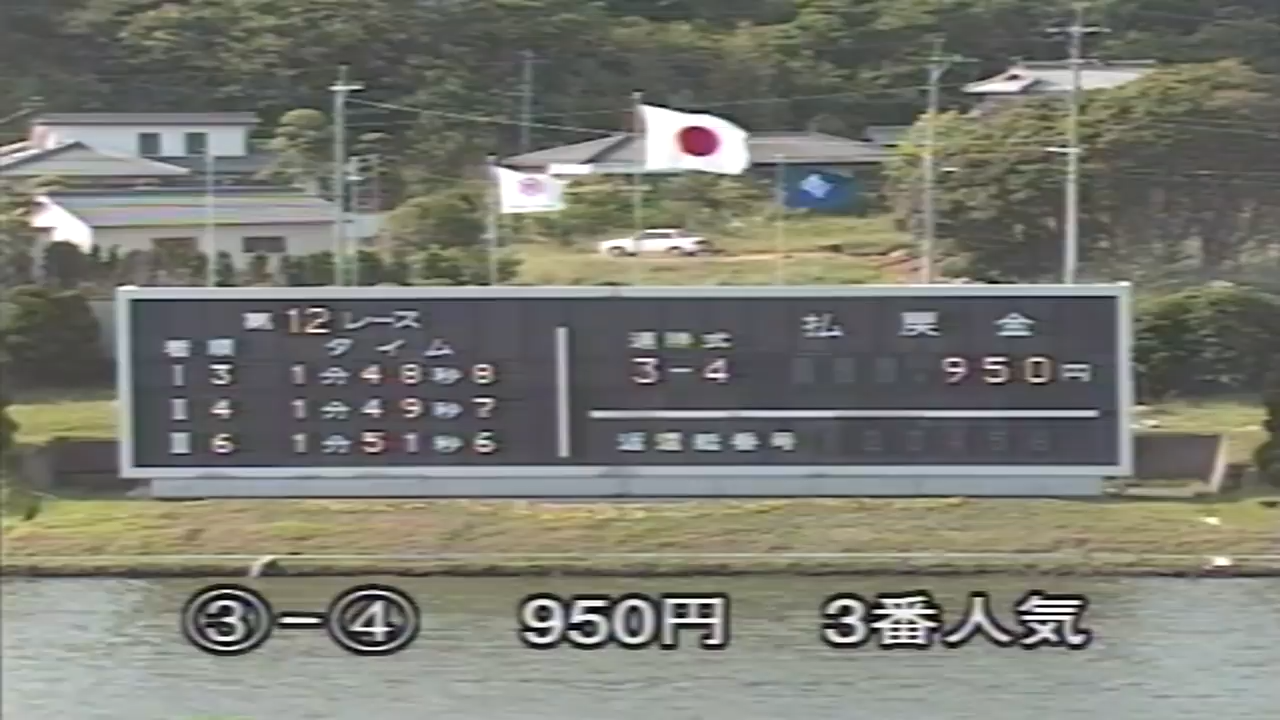 第12レース
着順 タイム
I 3 1分48秒8
II 4 1分49秒7
III 6 1分51秒6
払戻金
連勝式
3-4 950円
返還艇番号
③-④ 950円 3番人気